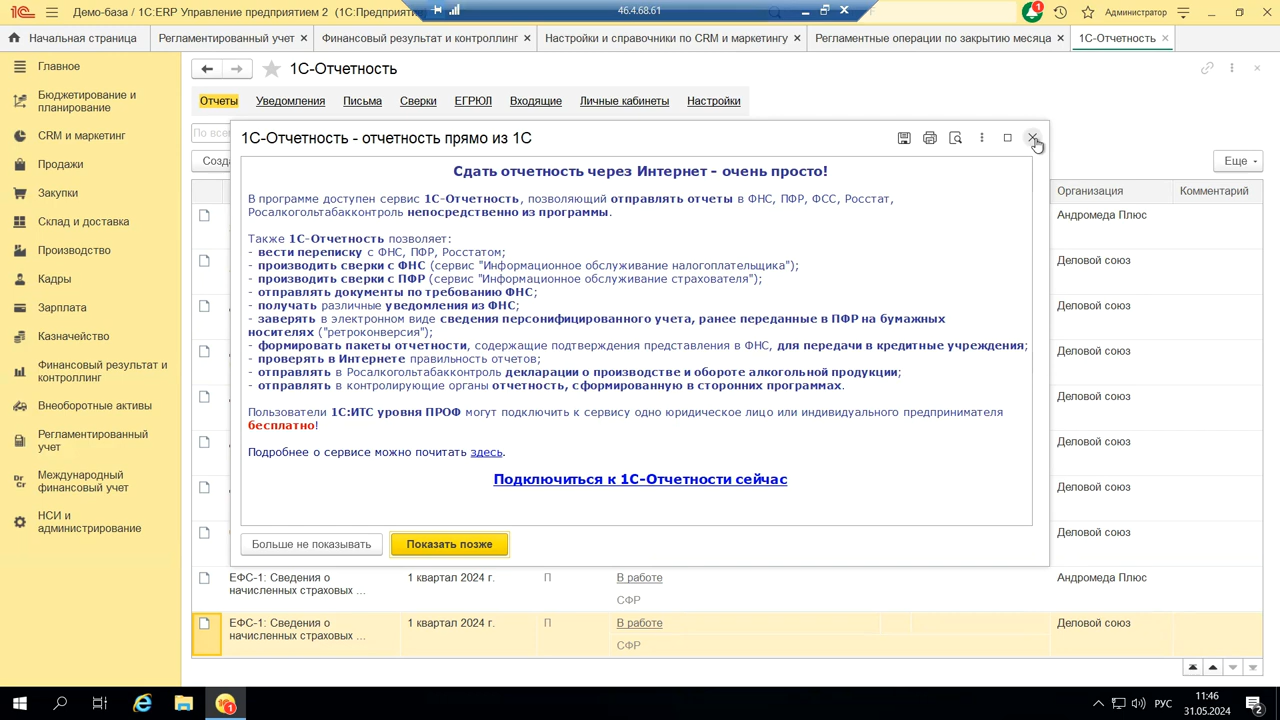 Демо-база / 1С:ERP Управление предприятием 2 (1С:Предприятие
46.4.68.61
1
Администратор
Начальная страница
Регламентированный учет ×
Финансовый результат и контроллинг ×
Настройки и справочники по CRM и маркетингу ×
Регламентные операции по закрытию месяца ×
1С-Отчетность ×
Главное
Бюджетирование и
планирование
CRM и маркетинг
Продажи
Закупки
Склад и доставка
Производство
Кадры
Зарплата
Казначейство
Финансовый результат и
контроллинг
Внеоборотные активы
Регламентированный
учет
Международный
финансовый учет
НСИ и
администрирование
1С-Отчетность
Отчеты Уведомления Письма Сверки ЕГРЮЛ Входящие Личные кабинеты Настройки
По все
Созд
Еще
Организация
Комментарий
Андромеда Плюс
Деловой союз
Деловой союз
Деловой союз
Деловой союз
Деловой союз
Деловой союз
Деловой союз
1С-Отчетность - отчетность прямо из 1С
Сдать отчетность через Интернет - очень просто!
В программе доступен сервис 1С-Отчетность, позволяющий отправлять отчеты в ФНС, ПФР, ФСС, Росстат,
Росалкогольтабакконтроль непосредственно из программы.
Также 1С-Отчетность позволяет:
- вести переписку с ФНС, ПФР, Росстатом;
- производить сверки с ФНС (сервис "Информационное обслуживание налогоплательщика");
- производить сверки с ПФР (сервис "Информационное обслуживание страхователя");
- отправлять документы по требованию ФНС;
- получать различные уведомления из ФНС;
- заверять в электронном виде сведения персонифицированного учета, ранее переданные в ПФР на бумажных
носителях ("ретроконверсия");
- формировать пакеты отчетности, содержащие подтверждения представления в ФНС, для передачи в кредитные учреждения;
- проверять в Интернете правильность отчетов;
- отправлять в Росалкогольтабакконтроль декларации о производстве и обороте алкогольной продукции;
- отправлять в контролирующие органы отчетность, сформированную в сторонних программах.
Пользователи 1С:ИТС уровня ПРОФ могут подключить к сервису одно юридическое лицо или индивидуального предпринимателя
бесплатно!
Подробнее о сервисе можно почитать здесь.
Подключиться к 1С-Отчетности сейчас
Больше не показывать
Показать позже
ЕФС-1: Сведения о
начисленных страховых ...
1 квартал 2024 г.
П
В работе
СФР
Андромеда Плюс
ЕФС-1: Сведения о
начисленных страховых ...
1 квартал 2024 г.
П
В работе
СФР
Деловой союз
1
РУС
11:46
31.05.2024
2